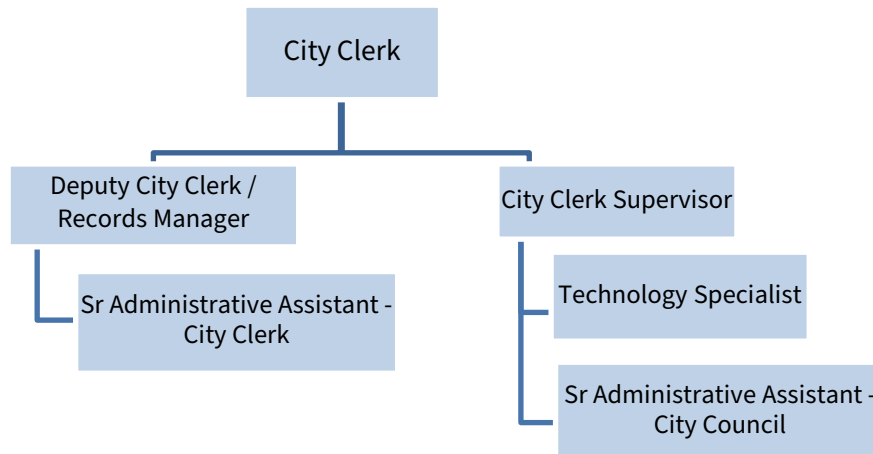 City Clerk
Deputy City Clerk /
Records Manager
City Clerk Supervisor
Sr Administrative Assistant -
City Clerk
Technology Specialist
Sr Administrative Assistant -
City Council